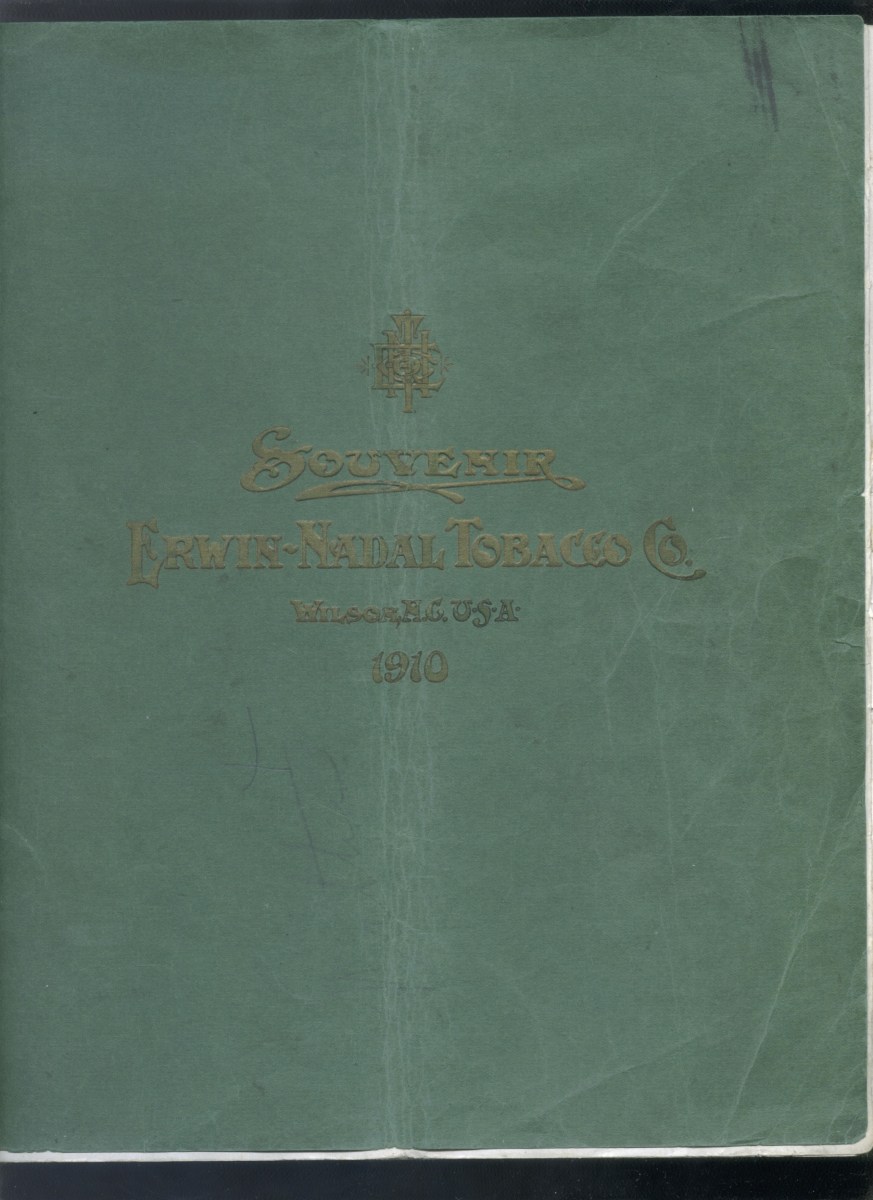 Souvenir
Erwin-Nadal Tobacco Co.
Wilson, N.C. U.S.A.
1910